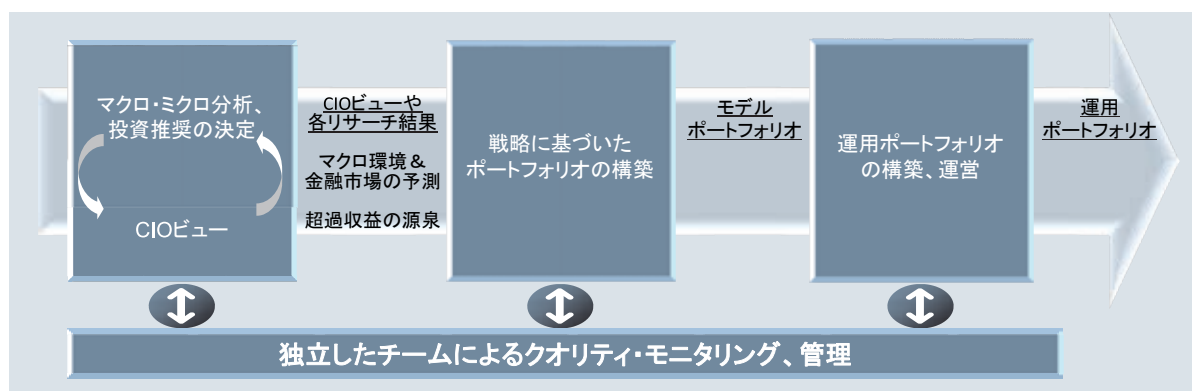 マクロ・ミクロ分析、
投資推奨の決定
CIOビュー
CIOビューや
各リサーチ結果
マクロ環境＆
金融市場の予測
超過収益の源泉
戦略に基づいた
ポートフォリオの構築
モデル
ポートフォリオ
運用ポートフォリオ
の構築、運営
運用
ポートフォリオ
独立したチームによるクオリティ・モニタリング、管理